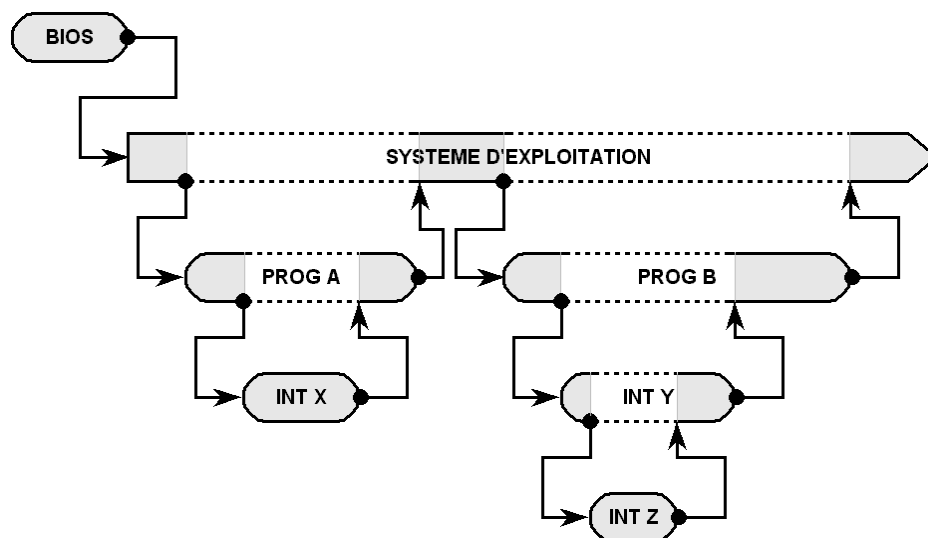 BIOS
SYSTEME D'EXPLOITATION
PROG A
PROG B
INT X
INT Y
INT Z